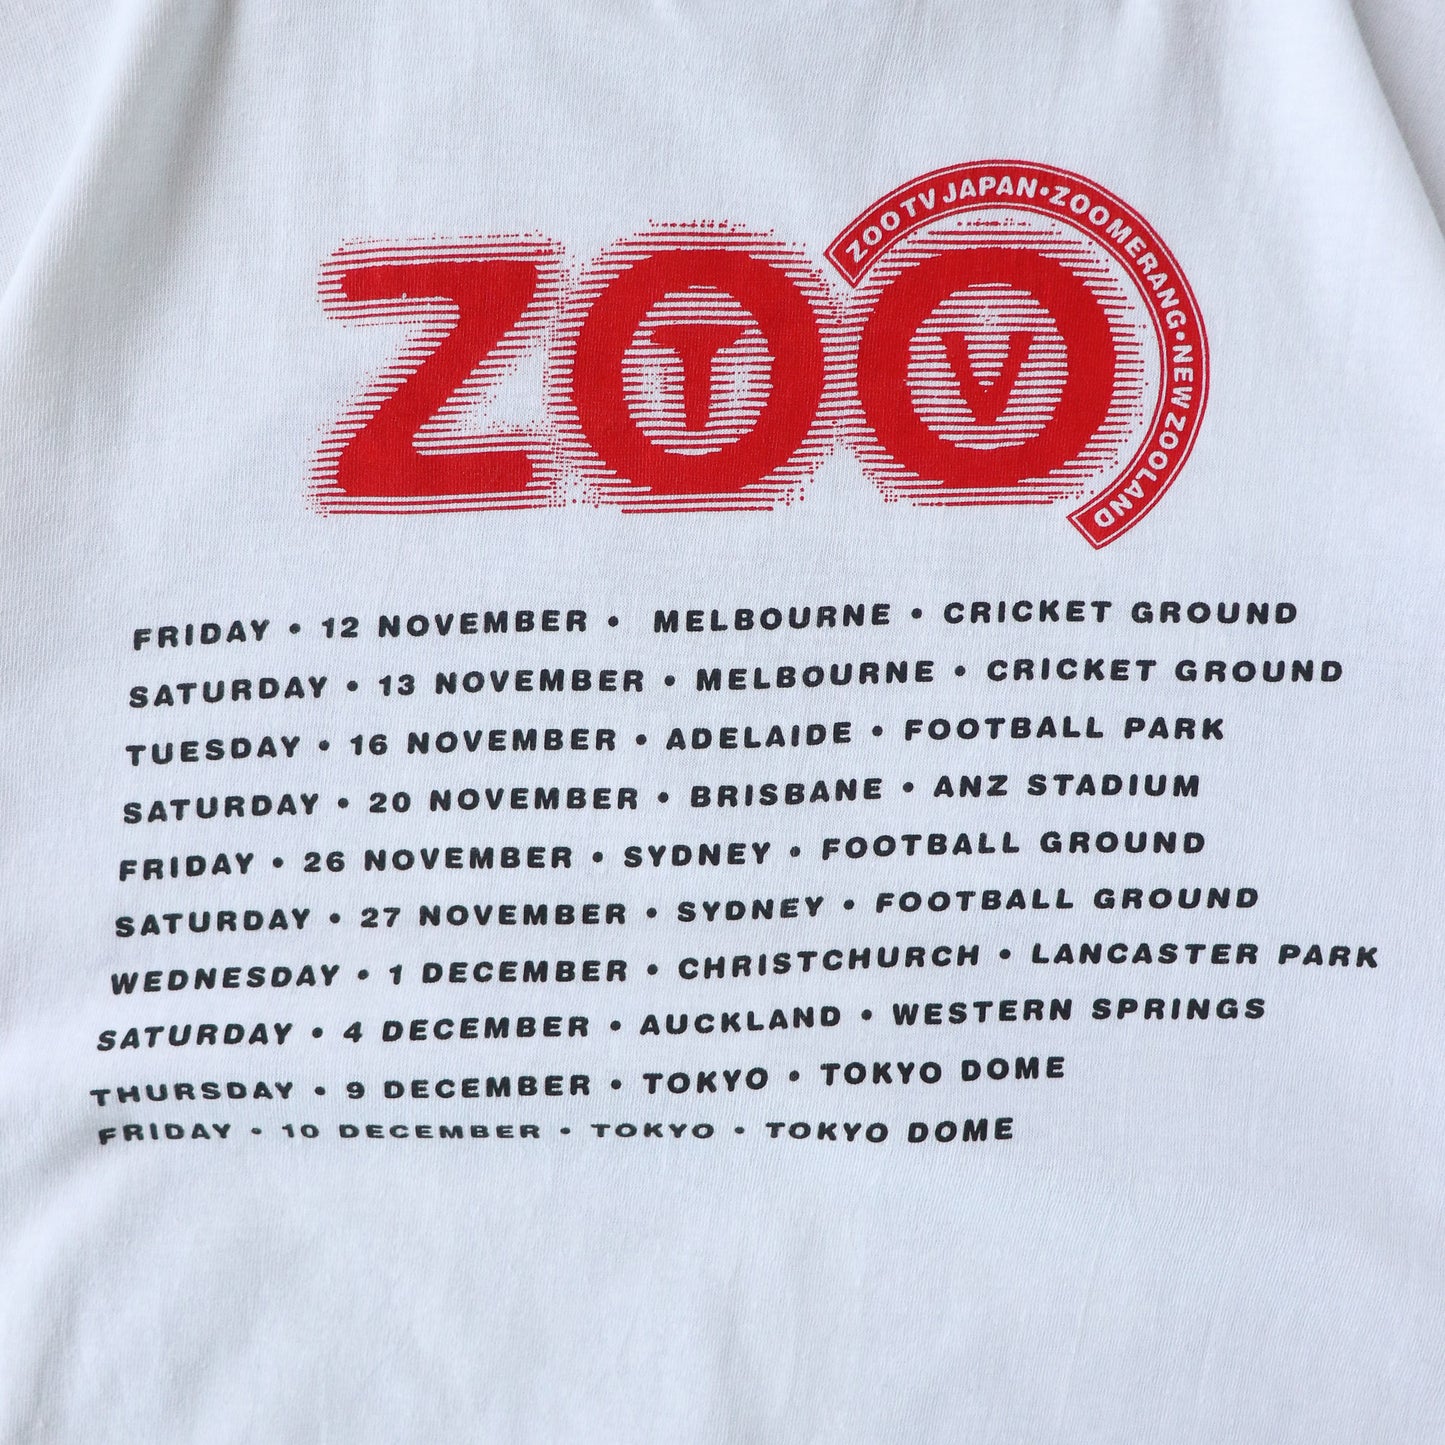 ZOO TV JAPAN • ZOOMERANG • NEW ZOOLAND
ZOO
T V
FRIDAY • 12 NOVEMBER • MELBOURNE • CRICKET GROUND
SATURDAY • 13 NOVEMBER • MELBOURNE • CRICKET GROUND
TUESDAY • 16 NOVEMBER • ADELAIDE • FOOTBALL PARK
SATURDAY • 20 NOVEMBER • BRISBANE • ANZ STADIUM
FRIDAY • 26 NOVEMBER • SYDNEY • FOOTBALL GROUND
SATURDAY • 27 NOVEMBER • SYDNEY • FOOTBALL GROUND
WEDNESDAY • 1 DECEMBER • CHRISTCHURCH • LANCASTER PARK
SATURDAY • 4 DECEMBER • AUCKLAND • WESTERN SPRINGS
THURSDAY • 9 DECEMBER • TOKYO • TOKYO DOME
FRIDAY • 10 DECEMBER • TOKYO • TOKYO DOME